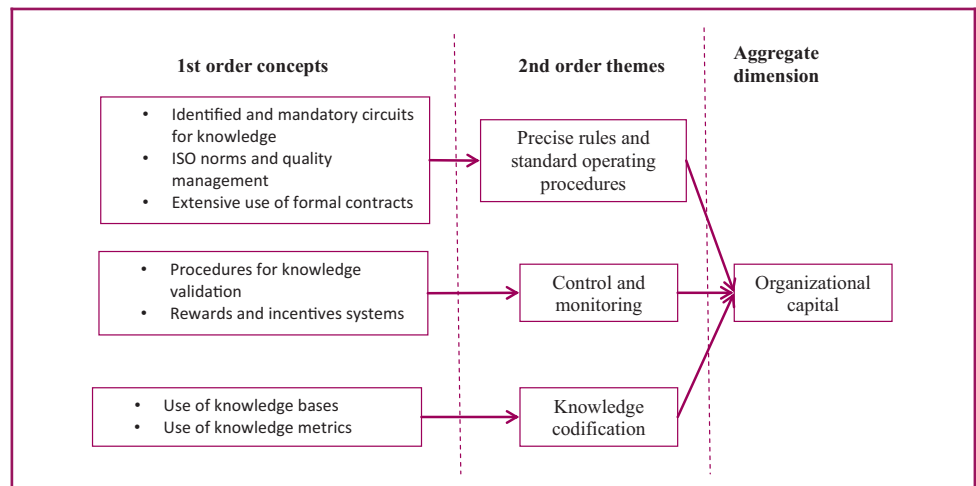 1st order concepts
2nd order themes
Aggregate
dimension
• Identified and mandatory circuits
for knowledge
• ISO norms and quality
management
• Extensive use of formal contracts
Precise rules and
standard operating
procedures
• Procedures for knowledge
validation
• Rewards and incentives systems
Control and
monitoring
Organizational
capital
• Use of knowledge bases
• Use of knowledge metrics
Knowledge
codification